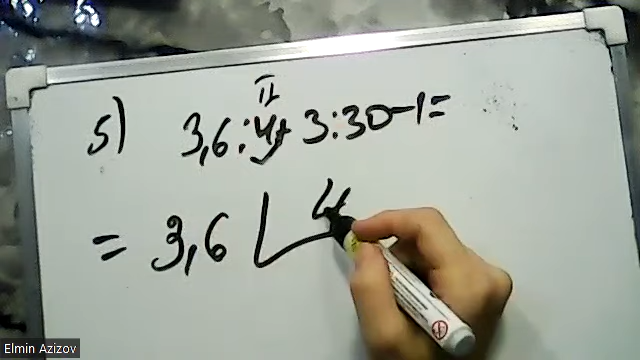 π
5) 3,6:4+3:30-1=
= 3,6 4
Elmin Azizov